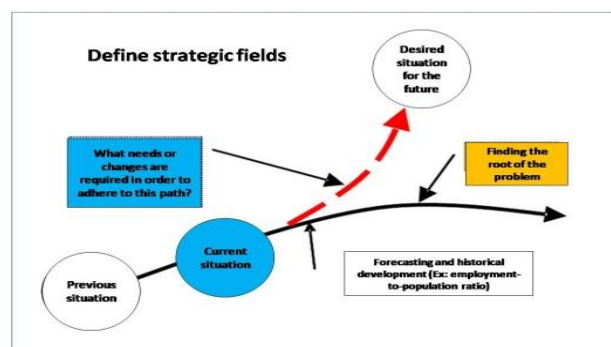 Define strategic fields
Desired
situation
for the
future
What needs or
changes are
required in order to
adhere to this path?
Finding the
root of the
problem
Current
situation
Previous
situation
Forecasting and historical
development (Ex: employment-
to-population ratio)